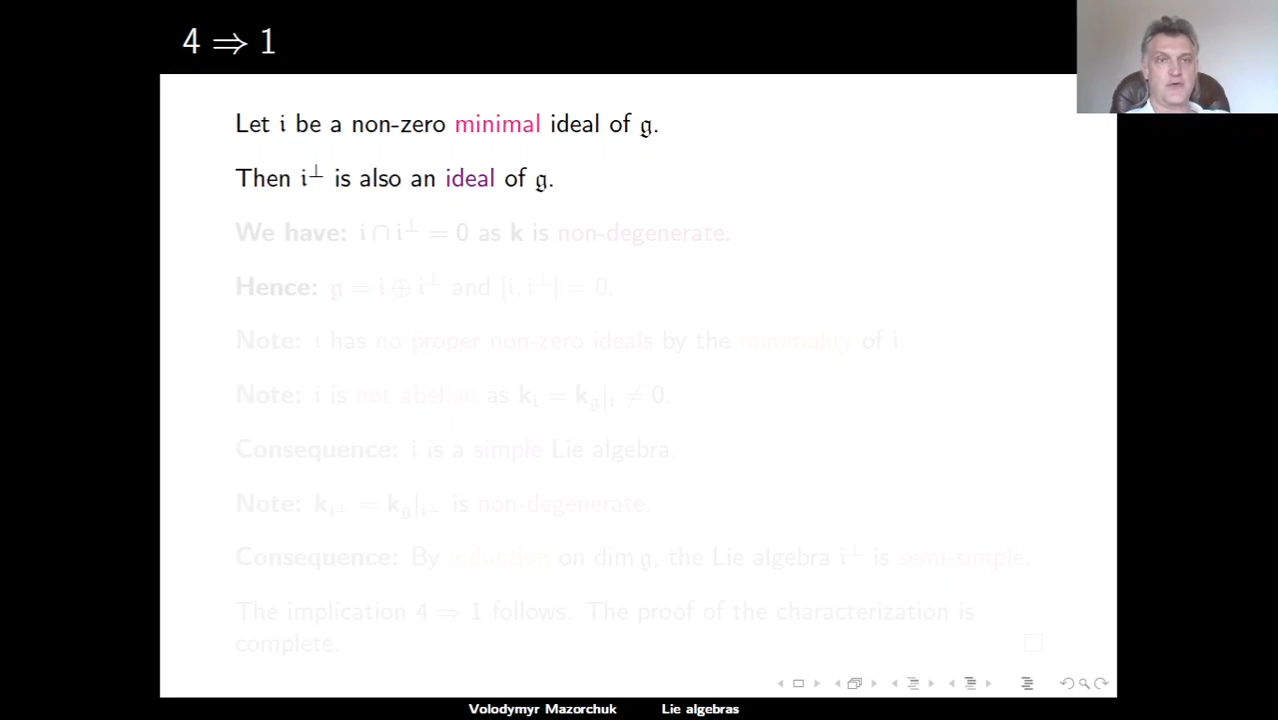 4 ⇒ 1
Let 𝔦 be a non-zero minimal ideal of 𝔤.
Then 𝔦⊥ is also an ideal of 𝔤.
We have: 𝔦 ∩ 𝔦⊥ = 0 as 𝐤 is non-degenerate.
Hence: 𝔤 = 𝔦 ⊕ 𝔦⊥ and [𝔦, 𝔦⊥] = 0.
Note: 𝔦 has no proper non-zero ideals by the minimality of 𝔦.
Note: 𝔦 is not abelian as 𝐤_𝔦 = 𝐤_𝔤|_𝔦 ≠ 0.
Consequence: 𝔦 is a simple Lie algebra.
Note: 𝐤_𝔦⊥ = 𝐤_𝔤|_𝔦⊥ is non-degenerate.
Consequence: By induction on dim 𝔤, the Lie algebra 𝔦⊥ is semi-simple.
The implication 4 ⇒ 1 follows. The proof of the characterization is
complete. □
Volodymyr Mazorchuk Lie algebras